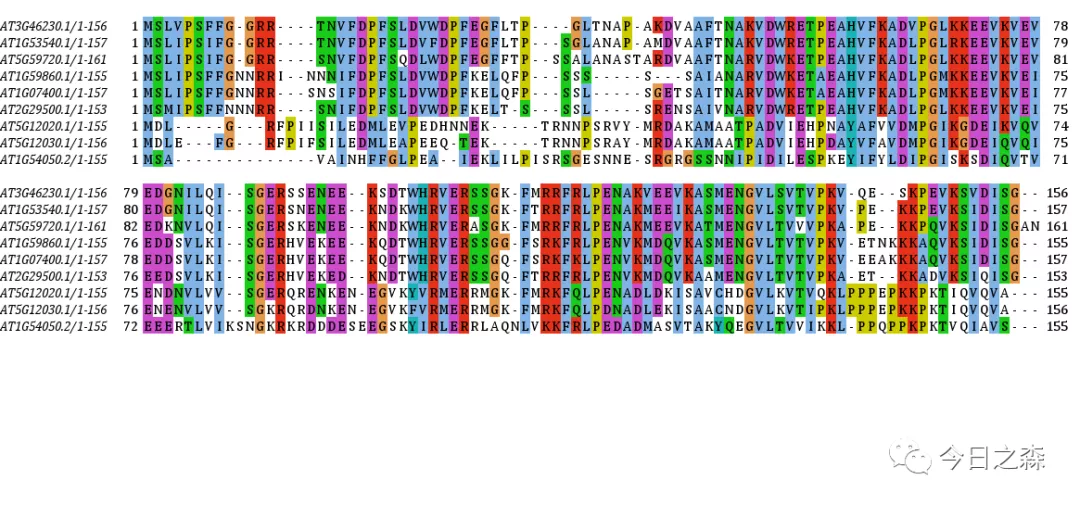 AT3G46230.1/1-156 1 MSLVPSFFG-GRR----TNVFDPFSLDVWDPFEGFLTP----GLTNAP-AKDVAAFTNAKVDWRETPEAHVFKADVPGLKKEEVKVEV 78
AT1G53540.1/1-157 1 MSLIPSIFG-GRR----TNVFDPFSLDVFDPFEGFLTP---SGLANAP-AMDVAAFTNAKVDWRETPEAHVFKADLPGLRKEEVKVEV 79
AT5G59720.1/1-161 1 MSLIPSIFG-GRR----SNVFDPFSQDLWDPFEGFFTP---SSALANASTARDVAAFTNARVDWKETPEAHVFKADLPGLKKEEVKVEV 81
AT1G59860.1/1-155 1 MSLIPSFFGNNRRI--NNIFDPFSLDVWDPFKELQFP---SSS-----S---SAIANARVDWKETAEAHVFKADLPGMKKEEVKVEI 75
AT1G07400.1/1-157 1 MSLIPSFFGNNRR---SNSIFDPFSLDVWDPFKELQFP---SSL-----SGETSAITNARVDWKETAEAHVFKADLPGMKKEEVKVEI 77
AT2G29500.1/1-153 1 MSMIPSFFNNNRR----SNIFDPFSLDVWDPFKELT-S---SSL-----SRENSAIVNARVDWRETPEAHVFKADLPGLKKEEVKVEI 75
AT5G12020.1/1-155 1 MDL-----G---RFPIISILEDMLEVPEDHNNEK-----TRNNPSRVY-MRDAKAMAATPADVIEHPNAYAFVVDMPGIKGDEIKVQV 74
AT5G12030.1/1-156 1 MDLE---FG---RFPIFSILEDMLEAPEEQ-TEK-----TRNNPSRAY-MRDAKAMAATPADVIEHPDAYAFAVDMPGIKGDEIQVQI 75
AT1G54050.2/1-155 1 MSA--------------VAINHFFGLPEA-IEKLILPISRSGESNNE-SRGRGSSNNIPIDILESPKEYIFYLDIPGISKSDIQVTV 71
AT3G46230.1/1-156 79 EDGNILQI--SGERSSENEE--KSDTWHRVERSSGK-FMRRFRLPENAKVEEVKASMENGVLSVTVPKV-QE--SKPEVKSVDISG-- 156
AT1G53540.1/1-157 80 EDGNILQI--SGERSNENEE--KNDKWHRVERSSGK-FTRRFRLPENAKMEEIKASMENGVLSVTVPKV-PE--KKPEVKSIDISG-- 157
AT5G59720.1/1-161 82 EDKNVLQI--SGERSKENEE--KNDKWHRVERASGK-FMRRFRLPENAKMEEVKATMENGVLTVVVPKA-PE--KKPQVKSIDISGAN 161
AT1G59860.1/1-155 76 EDDSVLKI--SGERHVEKEE--KQDTWHRVERSSGG-FSRKFRLPENVKMDQVKASMENGVLTVTVPKV-ETNKKKAQVKSIDISG-- 155
AT1G07400.1/1-157 78 EDDSVLKI--SGERHVEKEE--KQDTWHRVERSSGQ-FSRKFKLPENVKMDQVKASMENGVLTVTVPKV-EEAKKKAQVKSIDISG-- 157
AT2G29500.1/1-153 76 EEDSVLKI--SGERHVEKED--KNDTWHRVERSSGQ-FTRRFRLPENVKMDQVKAAMENGVLTVTVPKA-ET--KKADVKSIQISG-- 153
AT5G12020.1/1-155 75 ENDNVLVV--SGERQRENKEN-EGVKYVRMERRMGK-FMRKFQLPENADLDKISAVCHDGVLKVTVQKLPPPEPKKPKTIQVQVA--- 155
AT5G12030.1/1-156 76 ENENVLVV--SGKRQRDNKEN-EGVKFVRMERRMGK-FMRKFQLPDNADLEKISAACNDGVLKVTIPKLPPPEPKKPKTIQVQVA--- 156
AT1G54050.2/1-155 72 EEERTLVIKSNGKRKRDDDESEEGSKYIRLERRLAQNLVKKFRLPEDADMASVTAKYQEGVLTVVIKKL-PPQPPKPKTVQIAVS--- 155
今日之森